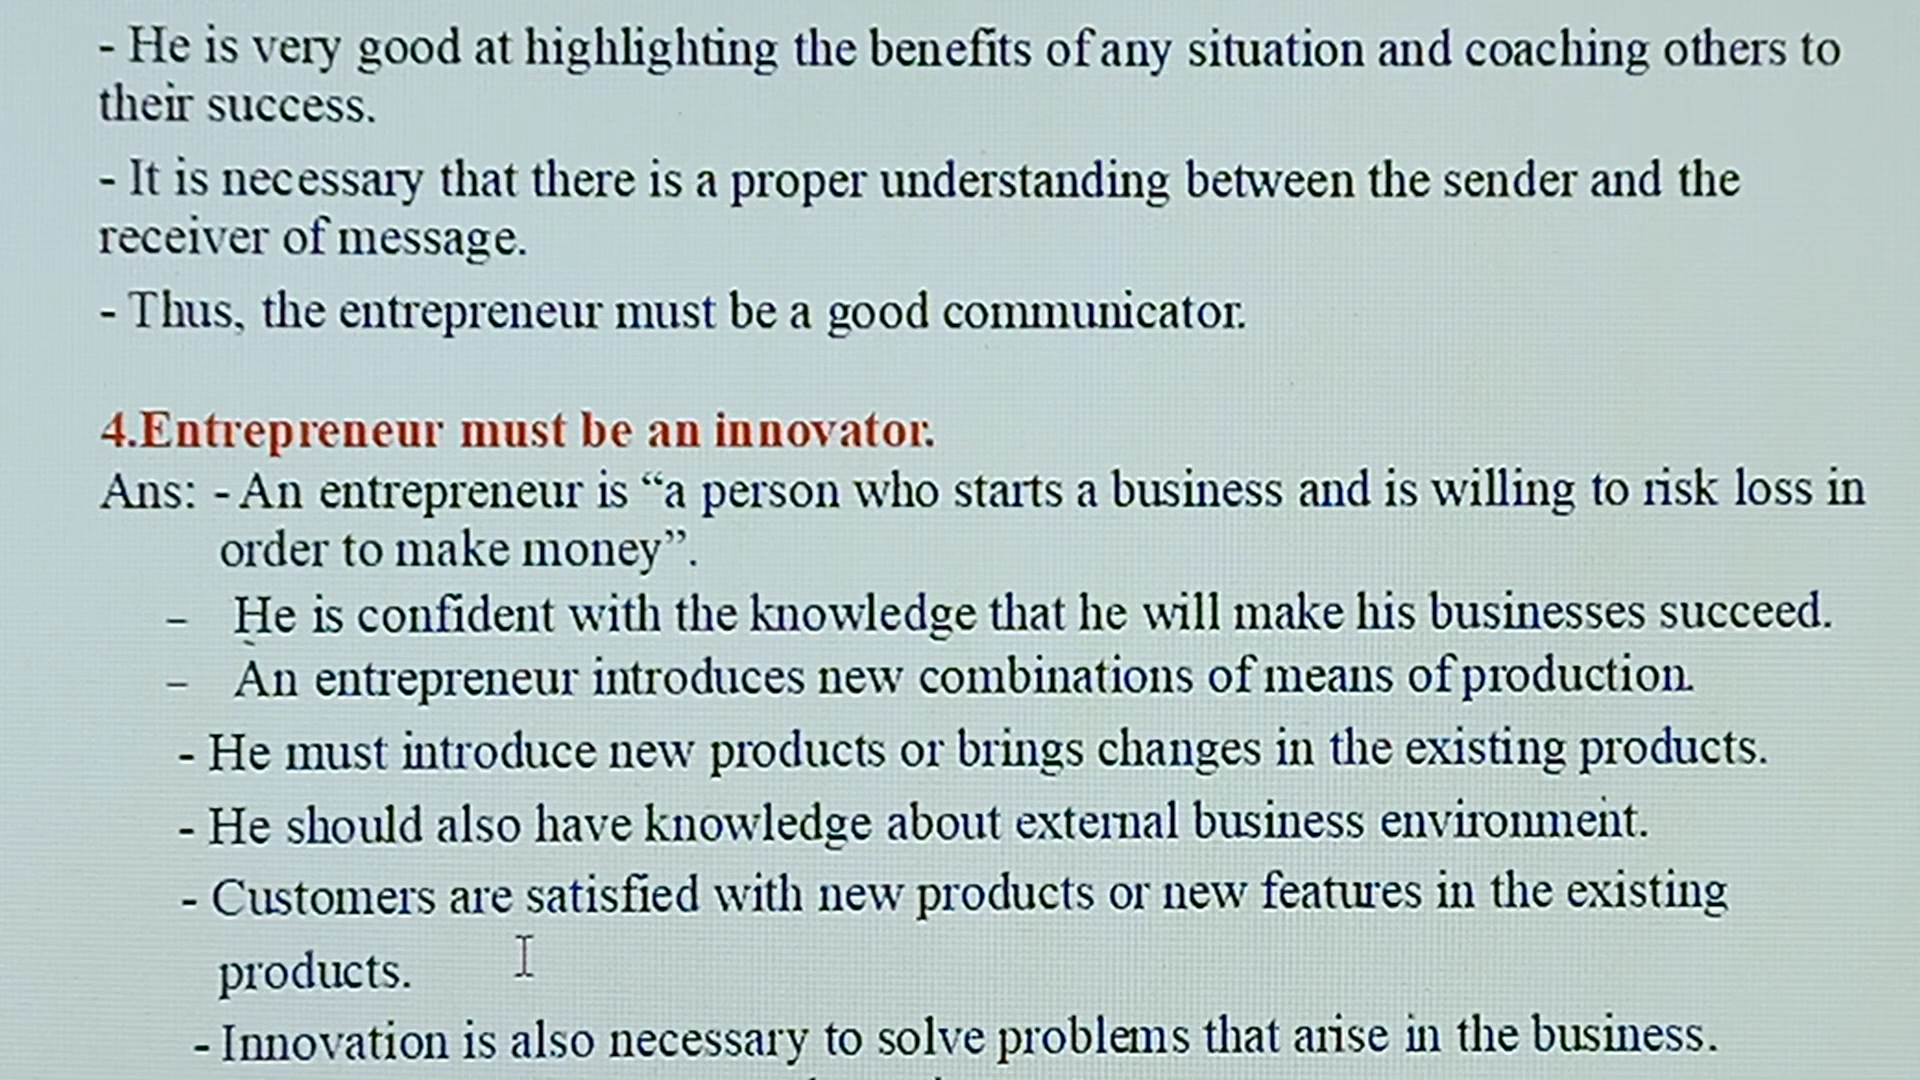 - He is very good at highlighting the benefits of any situation and coaching others to
their success.
- It is necessary that there is a proper understanding between the sender and the
receiver of message.
- Thus, the entrepreneur must be a good communicator.
4.Entrepreneur must be an innovator.
Ans: - An entrepreneur is “a person who starts a business and is willing to risk loss in
order to make money”.
– He is confident with the knowledge that he will make his businesses succeed.
– An entrepreneur introduces new combinations of means of production.
- He must introduce new products or brings changes in the existing products.
- He should also have knowledge about external business environment.
- Customers are satisfied with new products or new features in the existing
products.
- Innovation is also necessary to solve problems that arise in the business.